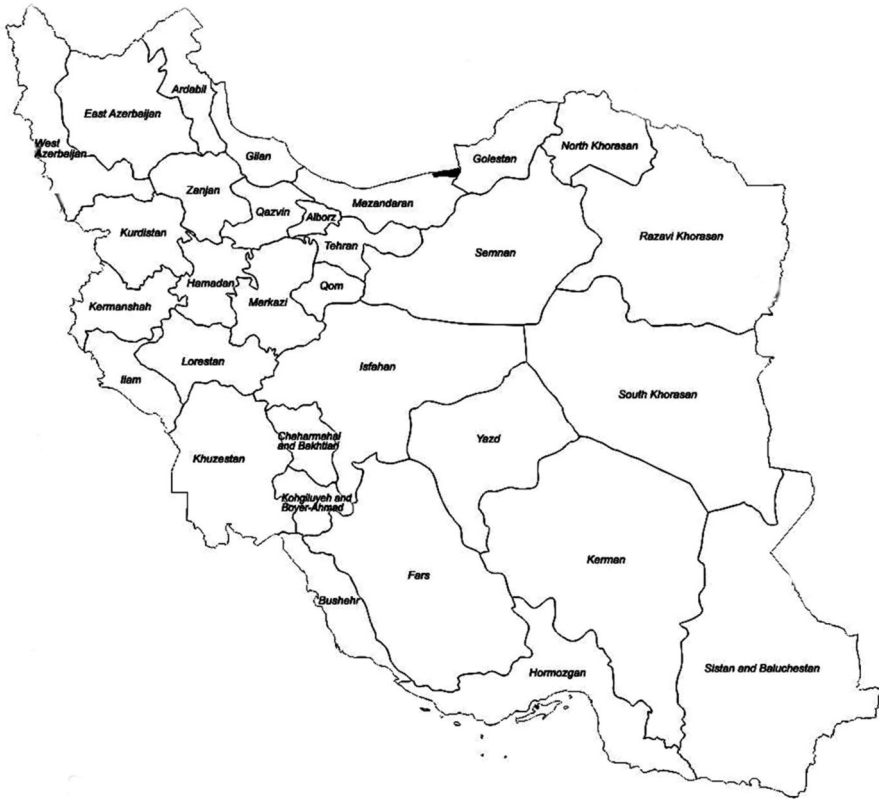 Ardabil
East Azerbaijan
West
Azerbaijan
Gilan
Golestan
North Khorasan
Zanjan
Qazvin
Mazandaran
Alborz
Kurdistan
Tehran
Semnan
Razavi Khorasan
Hamadan
Qom
Kermanshah
Markazi
Lorestan
Isfahan
Ilam
South Khorasan
Chaharmahal
and Bakhtiari
Yazd
Khuzestan
Kohgiluyeh and
Boyer-Ahmad
Kerman
Fars
Bushehr
Hormozgan
Sistan and Baluchestan